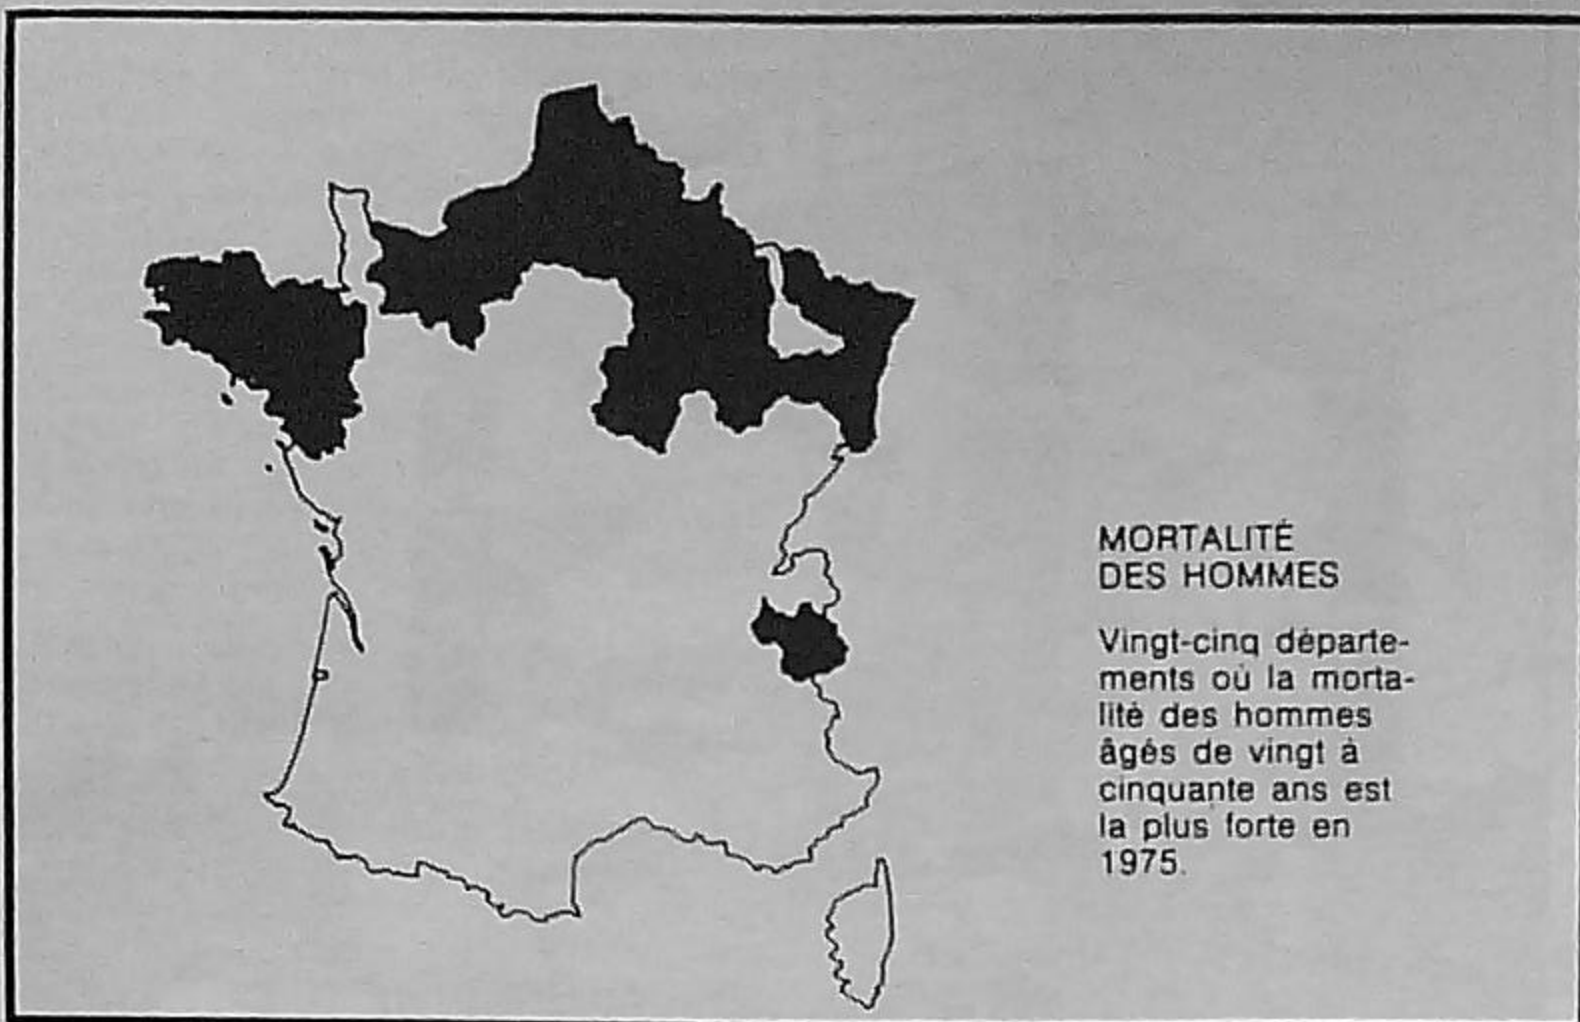 MORTALITÉ
DES HOMMES
Vingt-cinq départe-
ments où la morta-
lité des hommes
âgés de vingt à
cinquante ans est
la plus forte en
1975.